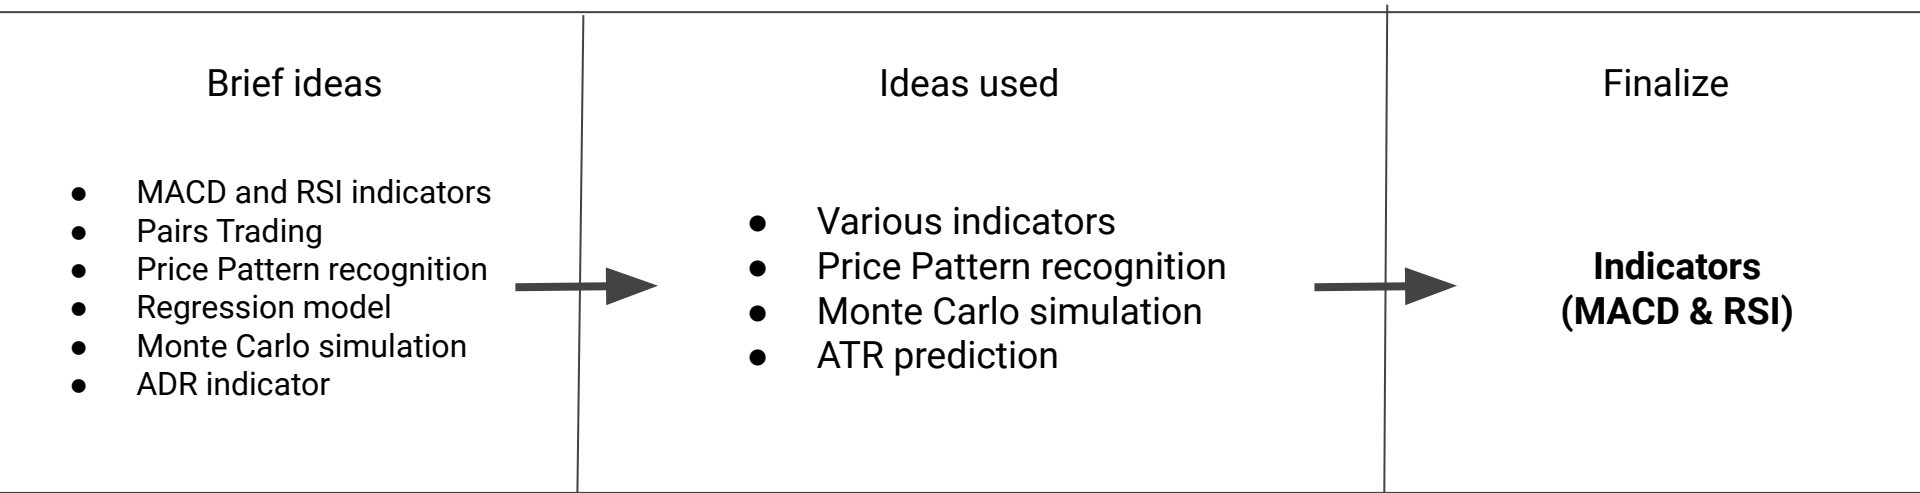 Brief ideas
● MACD and RSI indicators
● Pairs Trading
● Price Pattern recognition
● Regression model
● Monte Carlo simulation
● ADR indicator
Ideas used
● Various indicators
● Price Pattern recognition
● Monte Carlo simulation
● ATR prediction
Finalize
Indicators
(MACD & RSI)